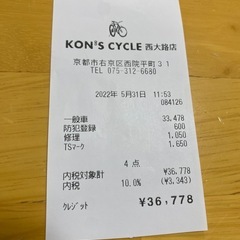 KON'S CYCLE 西大路店
京都市右京区西院平町31
TEL 075-312-6680
2022年 5月31日 11:53
084126
一般車 33.478
防犯登録 600
修理 1.050
TSマーク 1.650
4点
内税対象計 ¥36,778
内税 10.0% (¥3,343)
クレジット ¥36,778